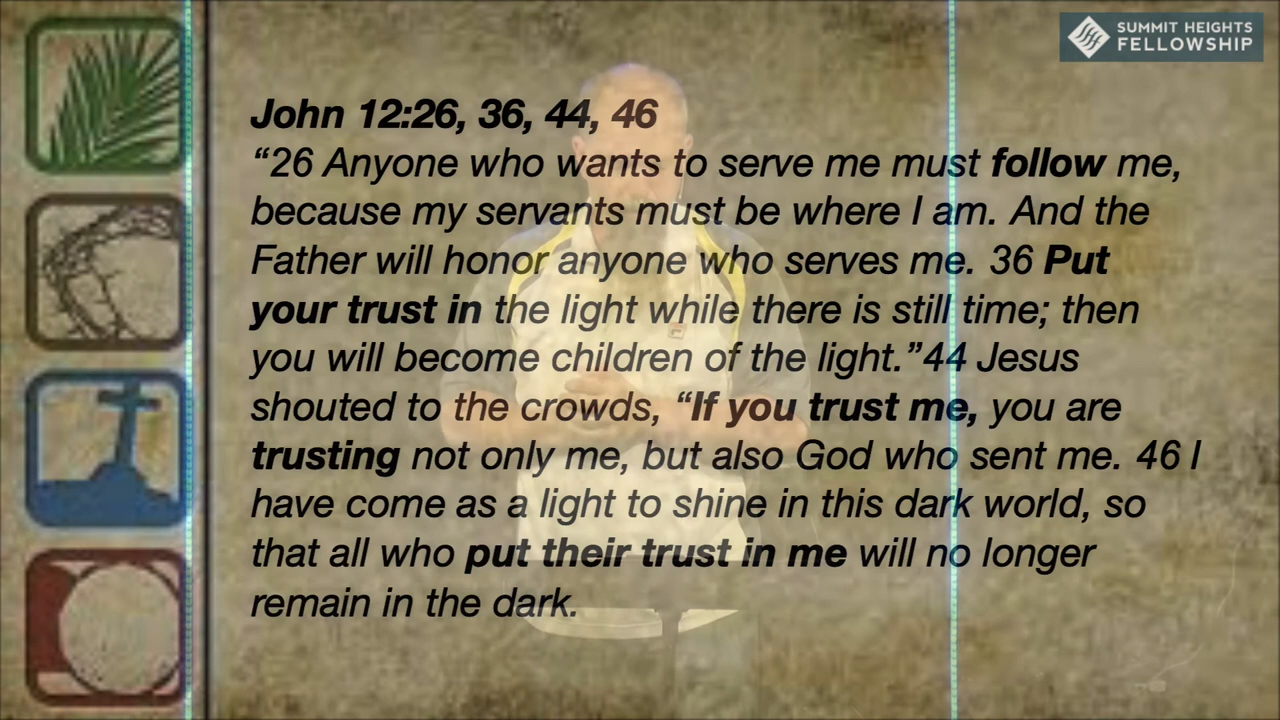 SUMMIT HEIGHTS
FELLOWSHIP
John 12:26, 36, 44, 46
“26 Anyone who wants to serve me must follow me,
because my servants must be where I am. And the
Father will honor anyone who serves me. 36 Put
your trust in the light while there is still time; then
you will become children of the light.”44 Jesus
shouted to the crowds, “If you trust me, you are
trusting not only me, but also God who sent me. 46 I
have come as a light to shine in this dark world, so
that all who put their trust in me will no longer
remain in the dark.